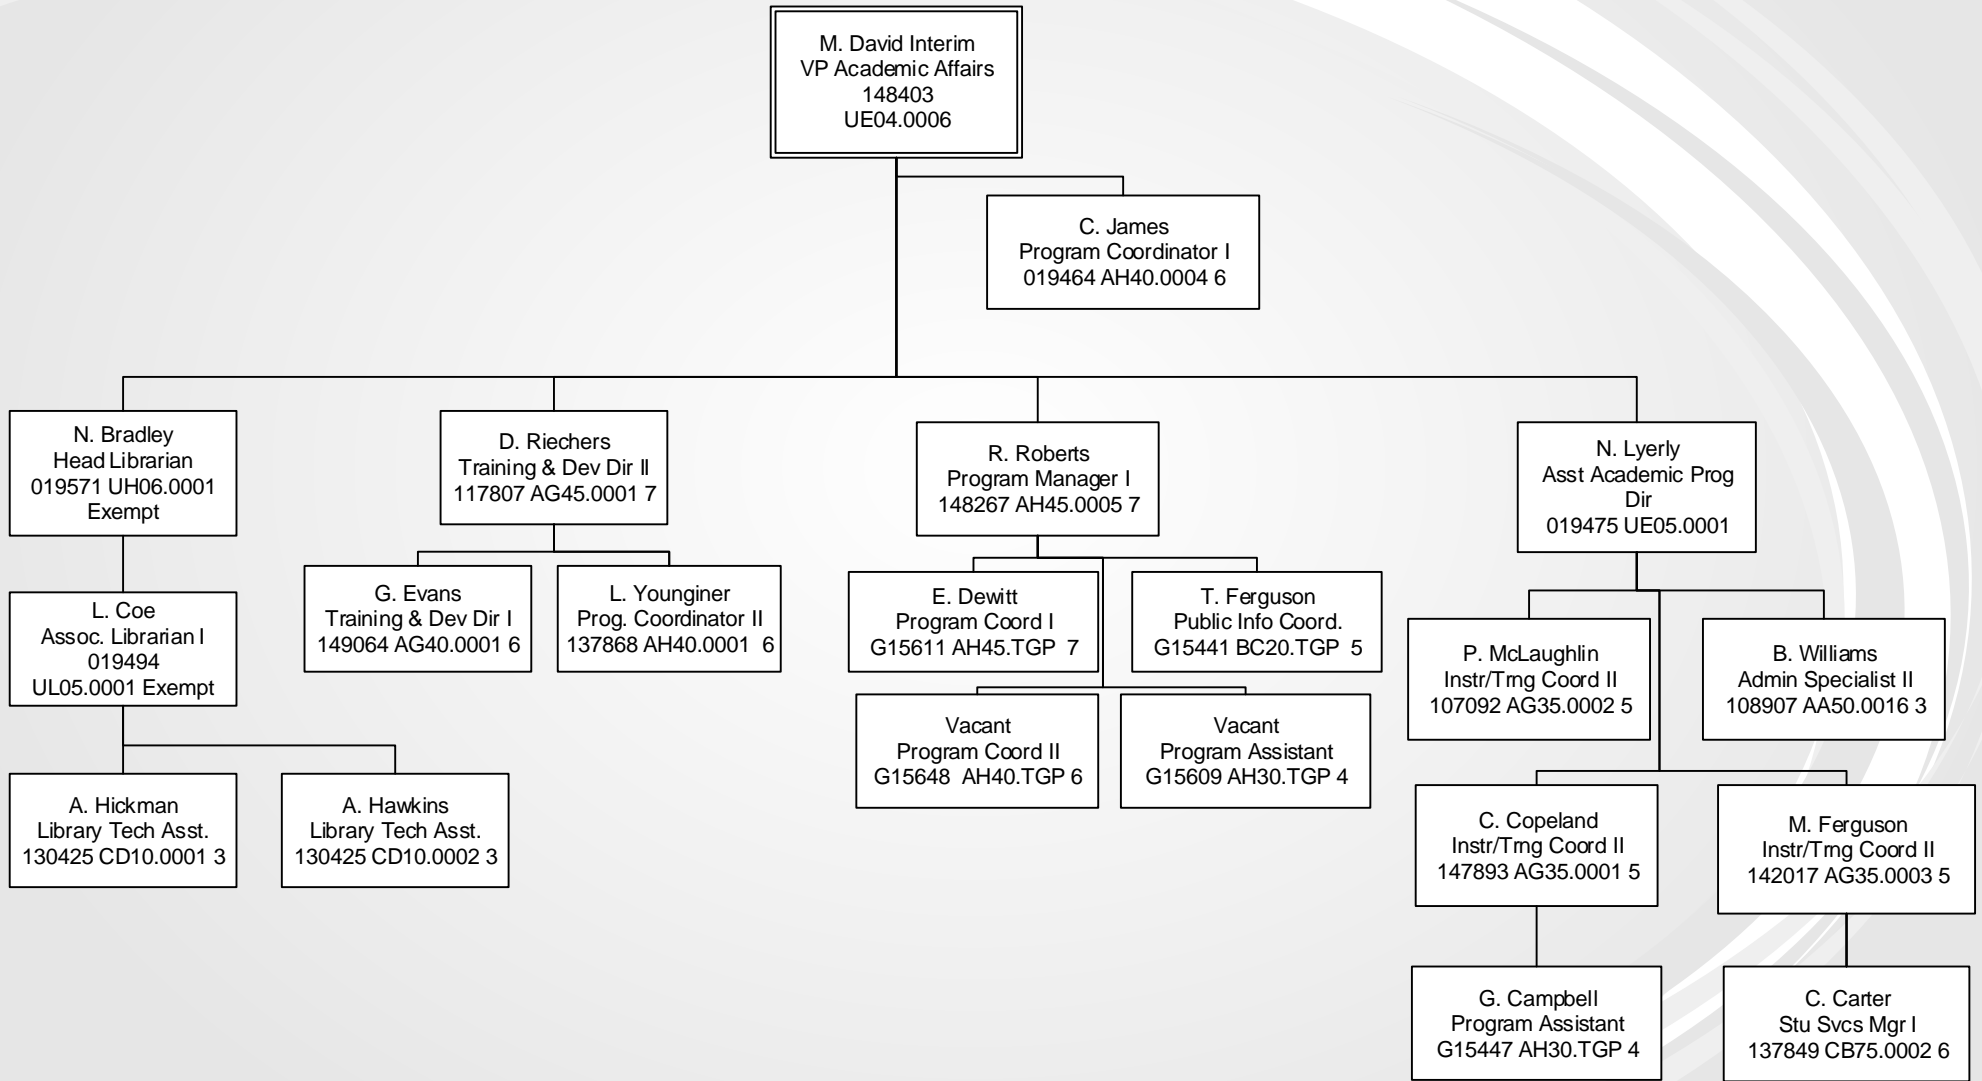 M. David Interim
VP Academic Affairs
148403
UE04.0006
C. James
Program Coordinator I
019464 AH40.0004 6
N. Bradley
Head Librarian
019571 UH06.0001
Exempt
D. Riechers
Training & Dev Dir II
117807 AG45.0001 7
R. Roberts
Program Manager I
148267 AH45.0005 7
N. Lyerly
Asst Academic Prog
Dir
019475 UE05.0001
L. Coe
Assoc. Librarian I
019494
UL05.0001 Exempt
G. Evans
Training & Dev Dir I
149064 AG40.0001 6
L. Younginer
Prog. Coordinator II
137868 AH40.0001  6
E. Dewitt
Program Coord I
G15611 AH45.TGP  7
T. Ferguson
Public Info Coord.
G15441 BC20.TGP  5
P. McLaughlin
Instr/Trng Coord II
107092 AG35.0002 5
B. Williams
Admin Specialist II
108907 AA50.0016 3
Vacant
Program Coord II
G15648  AH40.TGP 6
Vacant
Program Assistant
G15609 AH30.TGP 4
A. Hickman
Library Tech Asst.
130425 CD10.0001 3
A. Hawkins
Library Tech Asst.
130425 CD10.0002 3
C. Copeland
Instr/Trng Coord II
147893 AG35.0001 5
M. Ferguson
Instr/Trng Coord II
142017 AG35.0003 5
G. Campbell
Program Assistant
G15447 AH30.TGP 4
C. Carter
Stu Svcs Mgr I
137849 CB75.0002 6